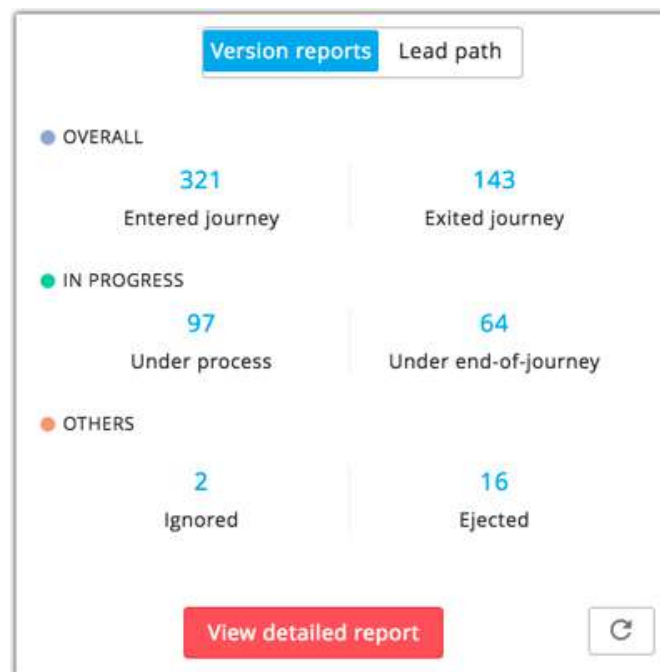 Version reports Lead path
OVERALL
321 143
Entered journey Exited journey
IN PROGRESS
97 64
Under process Under end-of-journey
OTHERS
2 16
Ignored Ejected
View detailed report